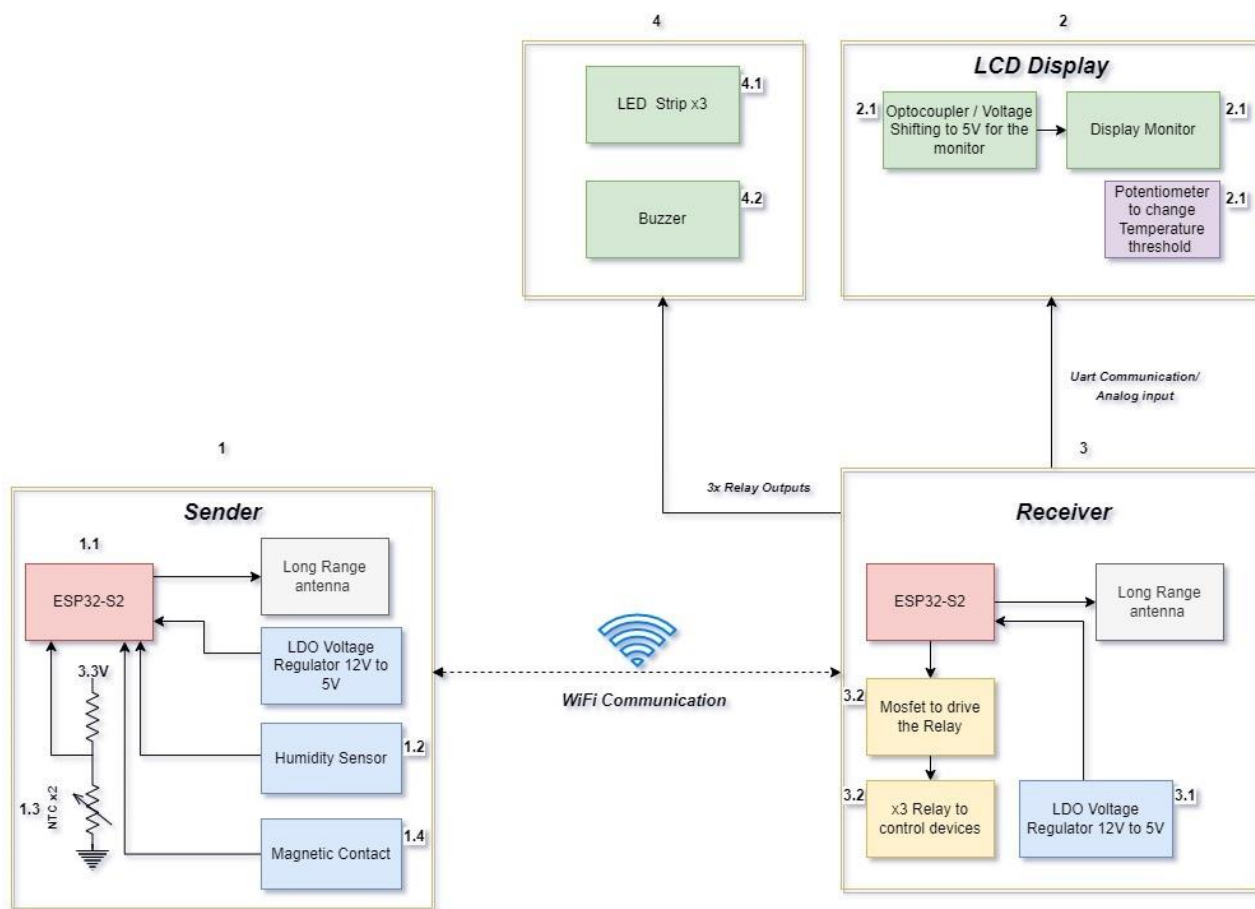 4
LED Strip x3
4.1
Buzzer
4.2
2
LCD Display
2.1
Optocoupler / Voltage
Shifting to 5V for the
monitor
Display Monitor
2.1
Potentiometer
to change
Temperature
threshold
2.1
Uart Communication/
Analog input
3x Relay Outputs
1
Sender
1.1
ESP32-S2
Long Range
antenna
LDO Voltage
Regulator 12V to
5V
3.3V
Humidity Sensor
1.2
1.3
NTC x2
Magnetic Contact
1.4
WiFi Communication
3
Receiver
ESP32-S2
Long Range
antenna
3.2
Mosfet to drive
the Relay
3.2
x3 Relay to
control devices
LDO Voltage
Regulator 12V to 5V
3.1